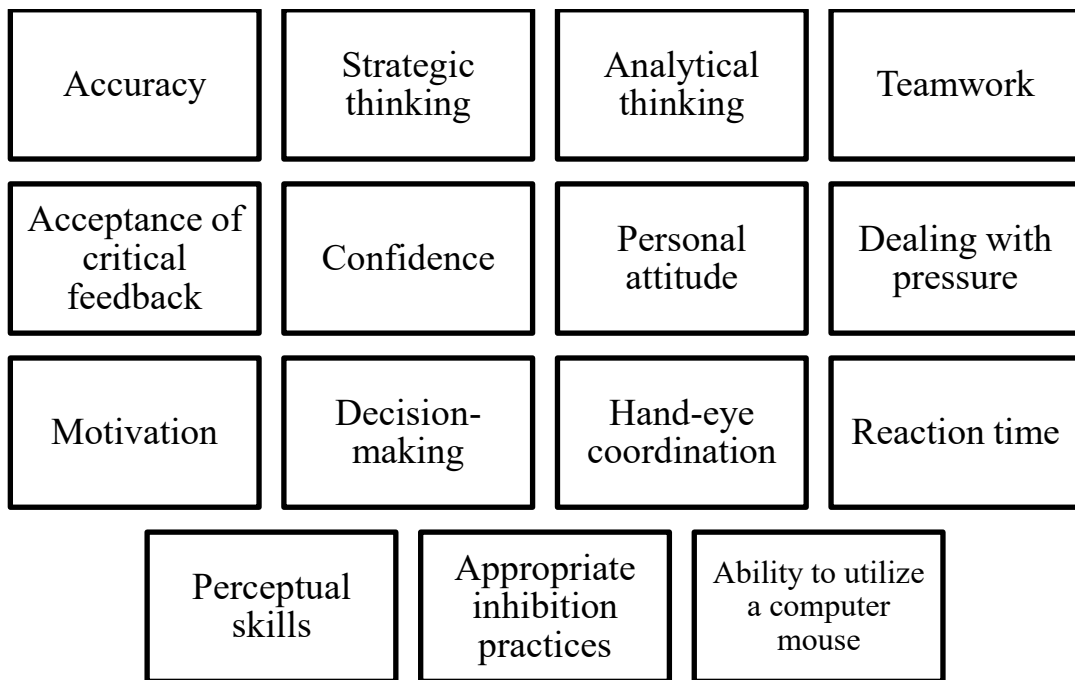 Accuracy
Strategic
thinking
Analytical
thinking
Teamwork
Acceptance of
critical
feedback
Confidence
Personal
attitude
Dealing with
pressure
Motivation
Decision-
making
Hand-eye
coordination
Reaction time
Perceptual
skills
Appropriate
inhibition
practices
Ability to utilize
a computer
mouse